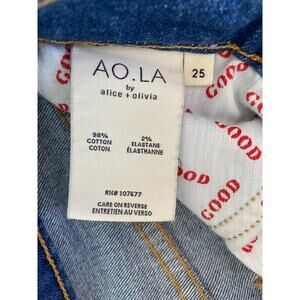 AO.LA
by
alice + olivia
25
98%
COTTON
COTON
2%
ELASTANE
ÉLASTHANNE
RN# 107677
CARE ON REVERSE
ENTRETIEN AU VERSO
GOOD
GOOD
GOOD
GOOD
GOOD